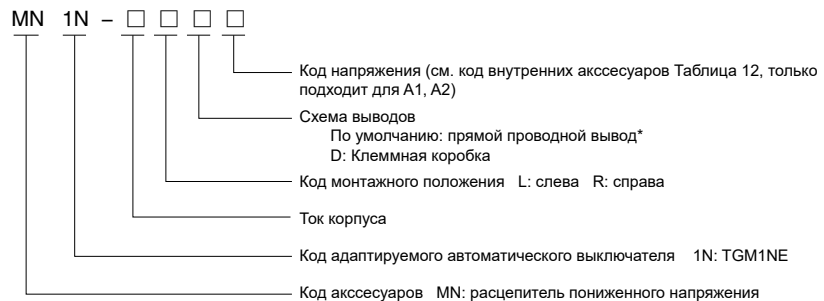 MN 1N – □ □ □ □
Код напряжения (см. код внутренних акссесуаров Таблица 12, только
подходит для A1, A2)
Схема выводов
По умолчанию: прямой проводной вывод*
D: Клеммная коробка
Код монтажного положения L: слева R: справа
Ток корпуса
Код адаптируемого автоматического выключателя 1N: TGM1NE
Код акссесуаров MN: расцепитель пониженного напряжения